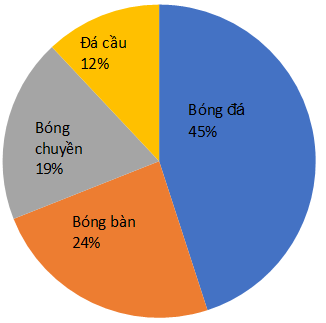 Đá cầu
12%
Bóng đá
45%
Bóng
chuyền
19%
Bóng bàn
24%